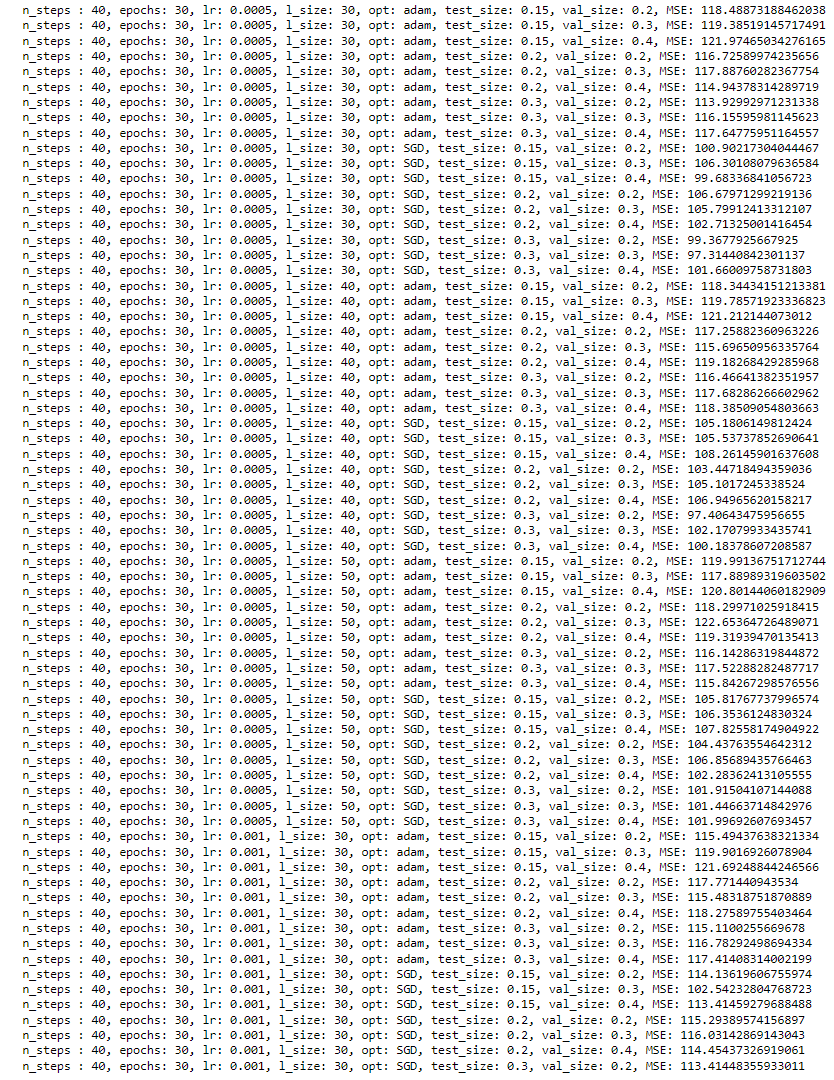 n_steps : 40, epochs: 30, lr: 0.0005, l_size: 30, opt: adam, test_size: 0.15, val_size: 0.2, MSE: 118.48873188462038
n_steps : 40, epochs: 30, lr: 0.0005, l_size: 30, opt: adam, test_size: 0.15, val_size: 0.3, MSE: 119.38519145717491
n_steps : 40, epochs: 30, lr: 0.0005, l_size: 30, opt: adam, test_size: 0.15, val_size: 0.4, MSE: 121.97465034276165
n_steps : 40, epochs: 30, lr: 0.0005, l_size: 30, opt: adam, test_size: 0.2, val_size: 0.2, MSE: 116.72589974235656
n_steps : 40, epochs: 30, lr: 0.0005, l_size: 30, opt: adam, test_size: 0.2, val_size: 0.3, MSE: 117.88760282367754
n_steps : 40, epochs: 30, lr: 0.0005, l_size: 30, opt: adam, test_size: 0.2, val_size: 0.4, MSE: 114.94378314289719
n_steps : 40, epochs: 30, lr: 0.0005, l_size: 30, opt: adam, test_size: 0.3, val_size: 0.2, MSE: 113.92992971231338
n_steps : 40, epochs: 30, lr: 0.0005, l_size: 30, opt: adam, test_size: 0.3, val_size: 0.3, MSE: 116.15595981145623
n_steps : 40, epochs: 30, lr: 0.0005, l_size: 30, opt: adam, test_size: 0.3, val_size: 0.4, MSE: 117.64775951164557
n_steps : 40, epochs: 30, lr: 0.0005, l_size: 30, opt: SGD, test_size: 0.15, val_size: 0.2, MSE: 100.90217304044467
n_steps : 40, epochs: 30, lr: 0.0005, l_size: 30, opt: SGD, test_size: 0.15, val_size: 0.3, MSE: 106.30108079636584
n_steps : 40, epochs: 30, lr: 0.0005, l_size: 30, opt: SGD, test_size: 0.15, val_size: 0.4, MSE: 99.68336841056723
n_steps : 40, epochs: 30, lr: 0.0005, l_size: 30, opt: SGD, test_size: 0.2, val_size: 0.2, MSE: 106.67971299219136
n_steps : 40, epochs: 30, lr: 0.0005, l_size: 30, opt: SGD, test_size: 0.2, val_size: 0.3, MSE: 105.79912413312107
n_steps : 40, epochs: 30, lr: 0.0005, l_size: 30, opt: SGD, test_size: 0.2, val_size: 0.4, MSE: 102.71325001416454
n_steps : 40, epochs: 30, lr: 0.0005, l_size: 30, opt: SGD, test_size: 0.3, val_size: 0.2, MSE: 99.3677925667925
n_steps : 40, epochs: 30, lr: 0.0005, l_size: 30, opt: SGD, test_size: 0.3, val_size: 0.3, MSE: 97.31440842301137
n_steps : 40, epochs: 30, lr: 0.0005, l_size: 30, opt: SGD, test_size: 0.3, val_size: 0.4, MSE: 101.66009758731803
n_steps : 40, epochs: 30, lr: 0.0005, l_size: 40, opt: adam, test_size: 0.15, val_size: 0.2, MSE: 118.34434151213381
n_steps : 40, epochs: 30, lr: 0.0005, l_size: 40, opt: adam, test_size: 0.15, val_size: 0.3, MSE: 119.78571923336823
n_steps : 40, epochs: 30, lr: 0.0005, l_size: 40, opt: adam, test_size: 0.15, val_size: 0.4, MSE: 121.212144073012
n_steps : 40, epochs: 30, lr: 0.0005, l_size: 40, opt: adam, test_size: 0.2, val_size: 0.2, MSE: 117.25882360963226
n_steps : 40, epochs: 30, lr: 0.0005, l_size: 40, opt: adam, test_size: 0.2, val_size: 0.3, MSE: 115.69650956335764
n_steps : 40, epochs: 30, lr: 0.0005, l_size: 40, opt: adam, test_size: 0.2, val_size: 0.4, MSE: 119.18268429285968
n_steps : 40, epochs: 30, lr: 0.0005, l_size: 40, opt: adam, test_size: 0.3, val_size: 0.2, MSE: 116.46641382351957
n_steps : 40, epochs: 30, lr: 0.0005, l_size: 40, opt: adam, test_size: 0.3, val_size: 0.3, MSE: 117.68286266602962
n_steps : 40, epochs: 30, lr: 0.0005, l_size: 40, opt: adam, test_size: 0.3, val_size: 0.4, MSE: 118.38509054803663
n_steps : 40, epochs: 30, lr: 0.0005, l_size: 40, opt: SGD, test_size: 0.15, val_size: 0.2, MSE: 105.1806149812424
n_steps : 40, epochs: 30, lr: 0.0005, l_size: 40, opt: SGD, test_size: 0.15, val_size: 0.3, MSE: 105.53737852690641
n_steps : 40, epochs: 30, lr: 0.0005, l_size: 40, opt: SGD, test_size: 0.15, val_size: 0.4, MSE: 108.26145901637608
n_steps : 40, epochs: 30, lr: 0.0005, l_size: 40, opt: SGD, test_size: 0.2, val_size: 0.2, MSE: 103.44718494359036
n_steps : 40, epochs: 30, lr: 0.0005, l_size: 40, opt: SGD, test_size: 0.2, val_size: 0.3, MSE: 105.1017245338524
n_steps : 40, epochs: 30, lr: 0.0005, l_size: 40, opt: SGD, test_size: 0.2, val_size: 0.4, MSE: 106.94965620158217
n_steps : 40, epochs: 30, lr: 0.0005, l_size: 40, opt: SGD, test_size: 0.3, val_size: 0.2, MSE: 97.40643475956655
n_steps : 40, epochs: 30, lr: 0.0005, l_size: 40, opt: SGD, test_size: 0.3, val_size: 0.3, MSE: 102.17079933435741
n_steps : 40, epochs: 30, lr: 0.0005, l_size: 40, opt: SGD, test_size: 0.3, val_size: 0.4, MSE: 100.18378607208587
n_steps : 40, epochs: 30, lr: 0.0005, l_size: 50, opt: adam, test_size: 0.15, val_size: 0.2, MSE: 119.99136751712744
n_steps : 40, epochs: 30, lr: 0.0005, l_size: 50, opt: adam, test_size: 0.15, val_size: 0.3, MSE: 117.88989319603502
n_steps : 40, epochs: 30, lr: 0.0005, l_size: 50, opt: adam, test_size: 0.15, val_size: 0.4, MSE: 120.80144060182909
n_steps : 40, epochs: 30, lr: 0.0005, l_size: 50, opt: adam, test_size: 0.2, val_size: 0.2, MSE: 118.29971025918415
n_steps : 40, epochs: 30, lr: 0.0005, l_size: 50, opt: adam, test_size: 0.2, val_size: 0.3, MSE: 122.65364726489071
n_steps : 40, epochs: 30, lr: 0.0005, l_size: 50, opt: adam, test_size: 0.2, val_size: 0.4, MSE: 119.31939470135413
n_steps : 40, epochs: 30, lr: 0.0005, l_size: 50, opt: adam, test_size: 0.3, val_size: 0.2, MSE: 116.14286319844872
n_steps : 40, epochs: 30, lr: 0.0005, l_size: 50, opt: adam, test_size: 0.3, val_size: 0.3, MSE: 117.52288282487717
n_steps : 40, epochs: 30, lr: 0.0005, l_size: 50, opt: adam, test_size: 0.3, val_size: 0.4, MSE: 115.84267298576556
n_steps : 40, epochs: 30, lr: 0.0005, l_size: 50, opt: SGD, test_size: 0.15, val_size: 0.2, MSE: 105.81767737996574
n_steps : 40, epochs: 30, lr: 0.0005, l_size: 50, opt: SGD, test_size: 0.15, val_size: 0.3, MSE: 106.3536124830324
n_steps : 40, epochs: 30, lr: 0.0005, l_size: 50, opt: SGD, test_size: 0.15, val_size: 0.4, MSE: 107.82558174904922
n_steps : 40, epochs: 30, lr: 0.0005, l_size: 50, opt: SGD, test_size: 0.2, val_size: 0.2, MSE: 104.43763554642312
n_steps : 40, epochs: 30, lr: 0.0005, l_size: 50, opt: SGD, test_size: 0.2, val_size: 0.3, MSE: 106.85689435766463
n_steps : 40, epochs: 30, lr: 0.0005, l_size: 50, opt: SGD, test_size: 0.2, val_size: 0.4, MSE: 102.28362413105555
n_steps : 40, epochs: 30, lr: 0.0005, l_size: 50, opt: SGD, test_size: 0.3, val_size: 0.2, MSE: 101.91504107144088
n_steps : 40, epochs: 30, lr: 0.0005, l_size: 50, opt: SGD, test_size: 0.3, val_size: 0.3, MSE: 101.44663714842976
n_steps : 40, epochs: 30, lr: 0.0005, l_size: 50, opt: SGD, test_size: 0.3, val_size: 0.4, MSE: 101.99692607693457
n_steps : 40, epochs: 30, lr: 0.001, l_size: 30, opt: adam, test_size: 0.15, val_size: 0.2, MSE: 115.49437638321334
n_steps : 40, epochs: 30, lr: 0.001, l_size: 30, opt: adam, test_size: 0.15, val_size: 0.3, MSE: 119.9016926078904
n_steps : 40, epochs: 30, lr: 0.001, l_size: 30, opt: adam, test_size: 0.15, val_size: 0.4, MSE: 121.69248844246566
n_steps : 40, epochs: 30, lr: 0.001, l_size: 30, opt: adam, test_size: 0.2, val_size: 0.2, MSE: 117.771440943534
n_steps : 40, epochs: 30, lr: 0.001, l_size: 30, opt: adam, test_size: 0.2, val_size: 0.3, MSE: 115.48318751870889
n_steps : 40, epochs: 30, lr: 0.001, l_size: 30, opt: adam, test_size: 0.2, val_size: 0.4, MSE: 118.27589755403464
n_steps : 40, epochs: 30, lr: 0.001, l_size: 30, opt: adam, test_size: 0.3, val_size: 0.2, MSE: 115.1100255669678
n_steps : 40, epochs: 30, lr: 0.001, l_size: 30, opt: adam, test_size: 0.3, val_size: 0.3, MSE: 116.78292498694334
n_steps : 40, epochs: 30, lr: 0.001, l_size: 30, opt: adam, test_size: 0.3, val_size: 0.4, MSE: 117.41408314002199
n_steps : 40, epochs: 30, lr: 0.001, l_size: 30, opt: SGD, test_size: 0.15, val_size: 0.2, MSE: 114.13619606755974
n_steps : 40, epochs: 30, lr: 0.001, l_size: 30, opt: SGD, test_size: 0.15, val_size: 0.3, MSE: 102.54232804768723
n_steps : 40, epochs: 30, lr: 0.001, l_size: 30, opt: SGD, test_size: 0.15, val_size: 0.4, MSE: 113.41459279688488
n_steps : 40, epochs: 30, lr: 0.001, l_size: 30, opt: SGD, test_size: 0.2, val_size: 0.2, MSE: 115.29389574156897
n_steps : 40, epochs: 30, lr: 0.001, l_size: 30, opt: SGD, test_size: 0.2, val_size: 0.3, MSE: 116.03142869143043
n_steps : 40, epochs: 30, lr: 0.001, l_size: 30, opt: SGD, test_size: 0.2, val_size: 0.4, MSE: 114.45437326919061
n_steps : 40, epochs: 30, lr: 0.001, l_size: 30, opt: SGD, test_size: 0.3, val_size: 0.2, MSE: 113.41448355933011